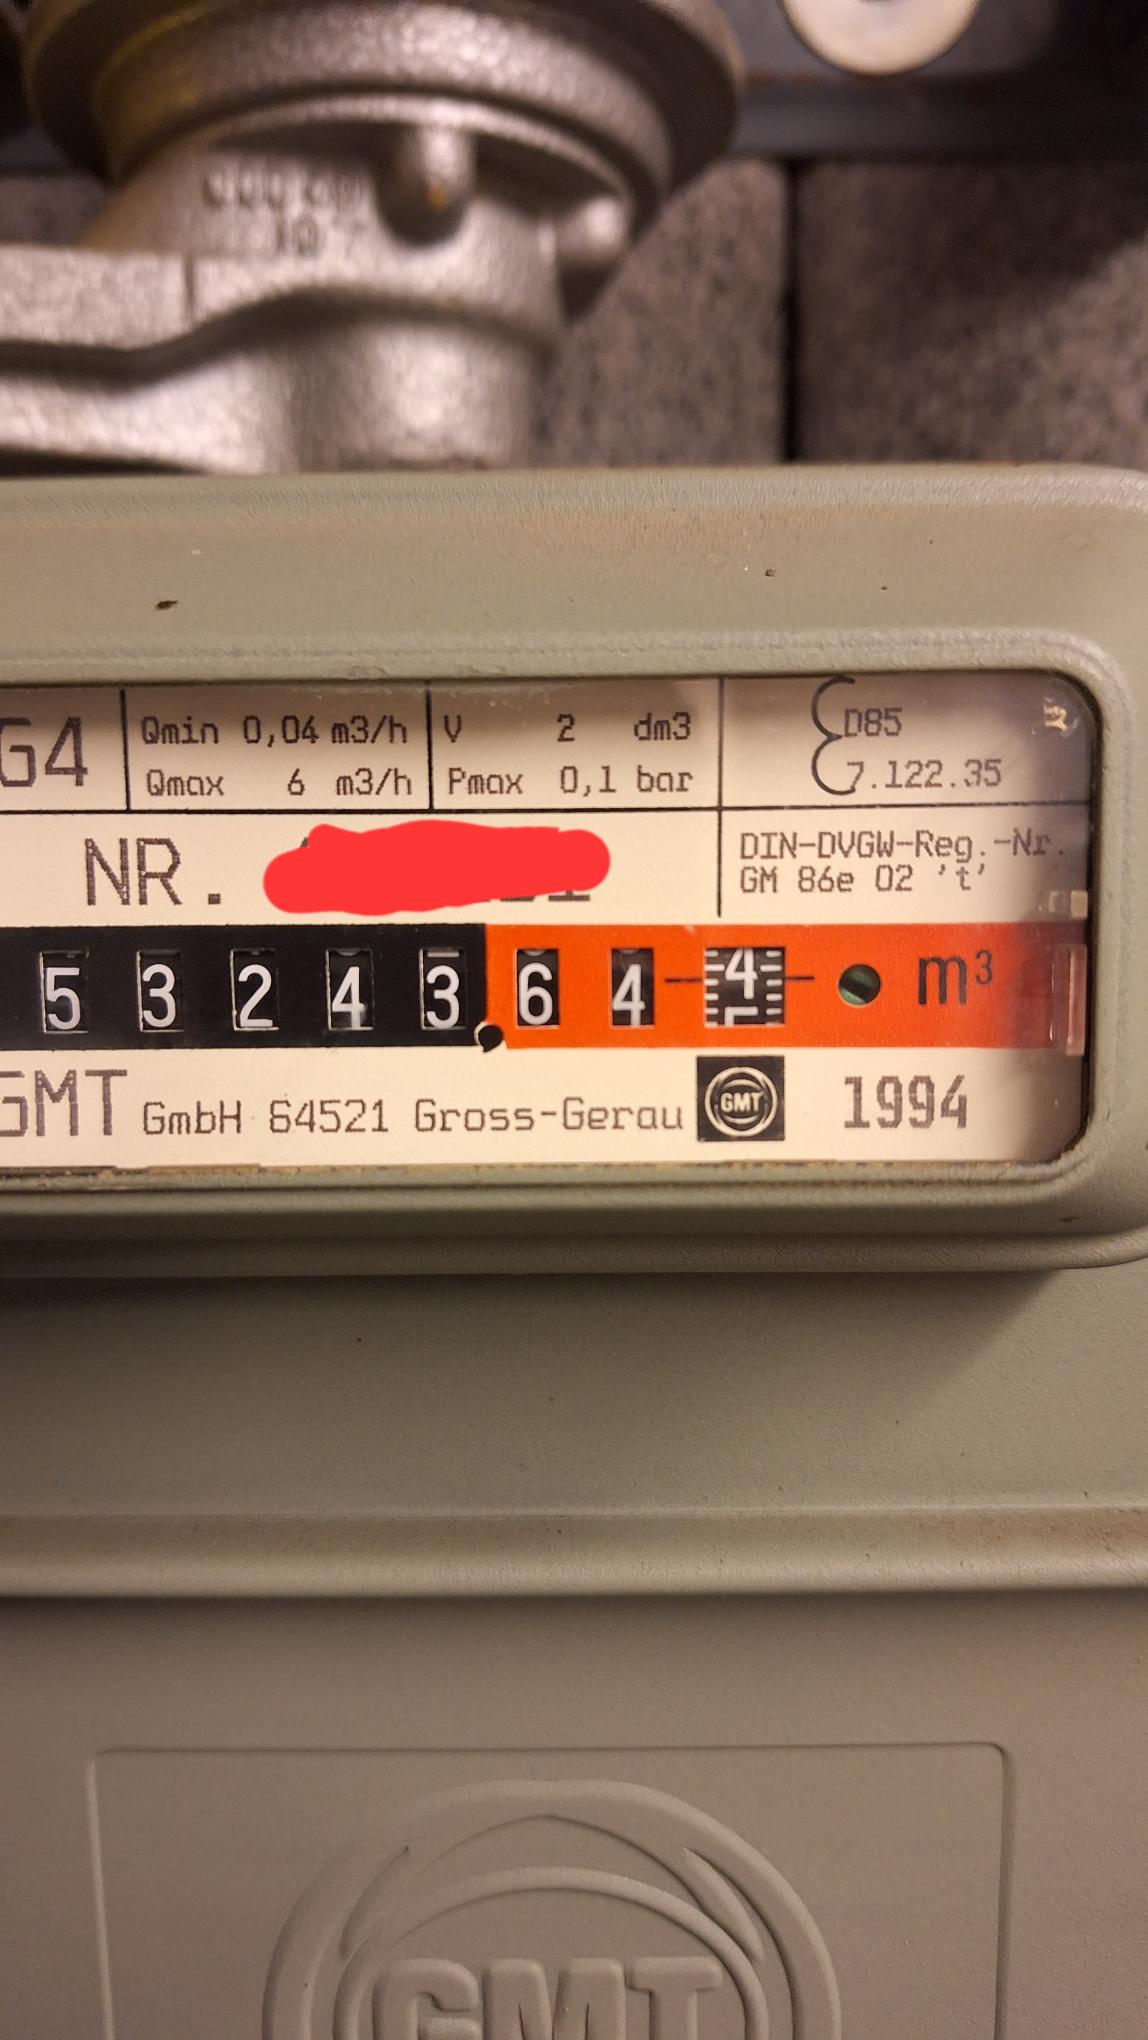 G4
Qmin 0,04 m3/h
Qmax 6 m3/h
V 2 dm3
Pmax 0,1 bar
D85
7.122.35
NR.
DIN-DVGW-Reg.-Nr.
GM 86e 02 't'
5 3 2 4 3 6 4 4 m³
GMT GmbH 64521 Gross-Gerau GMT 1994
GMT